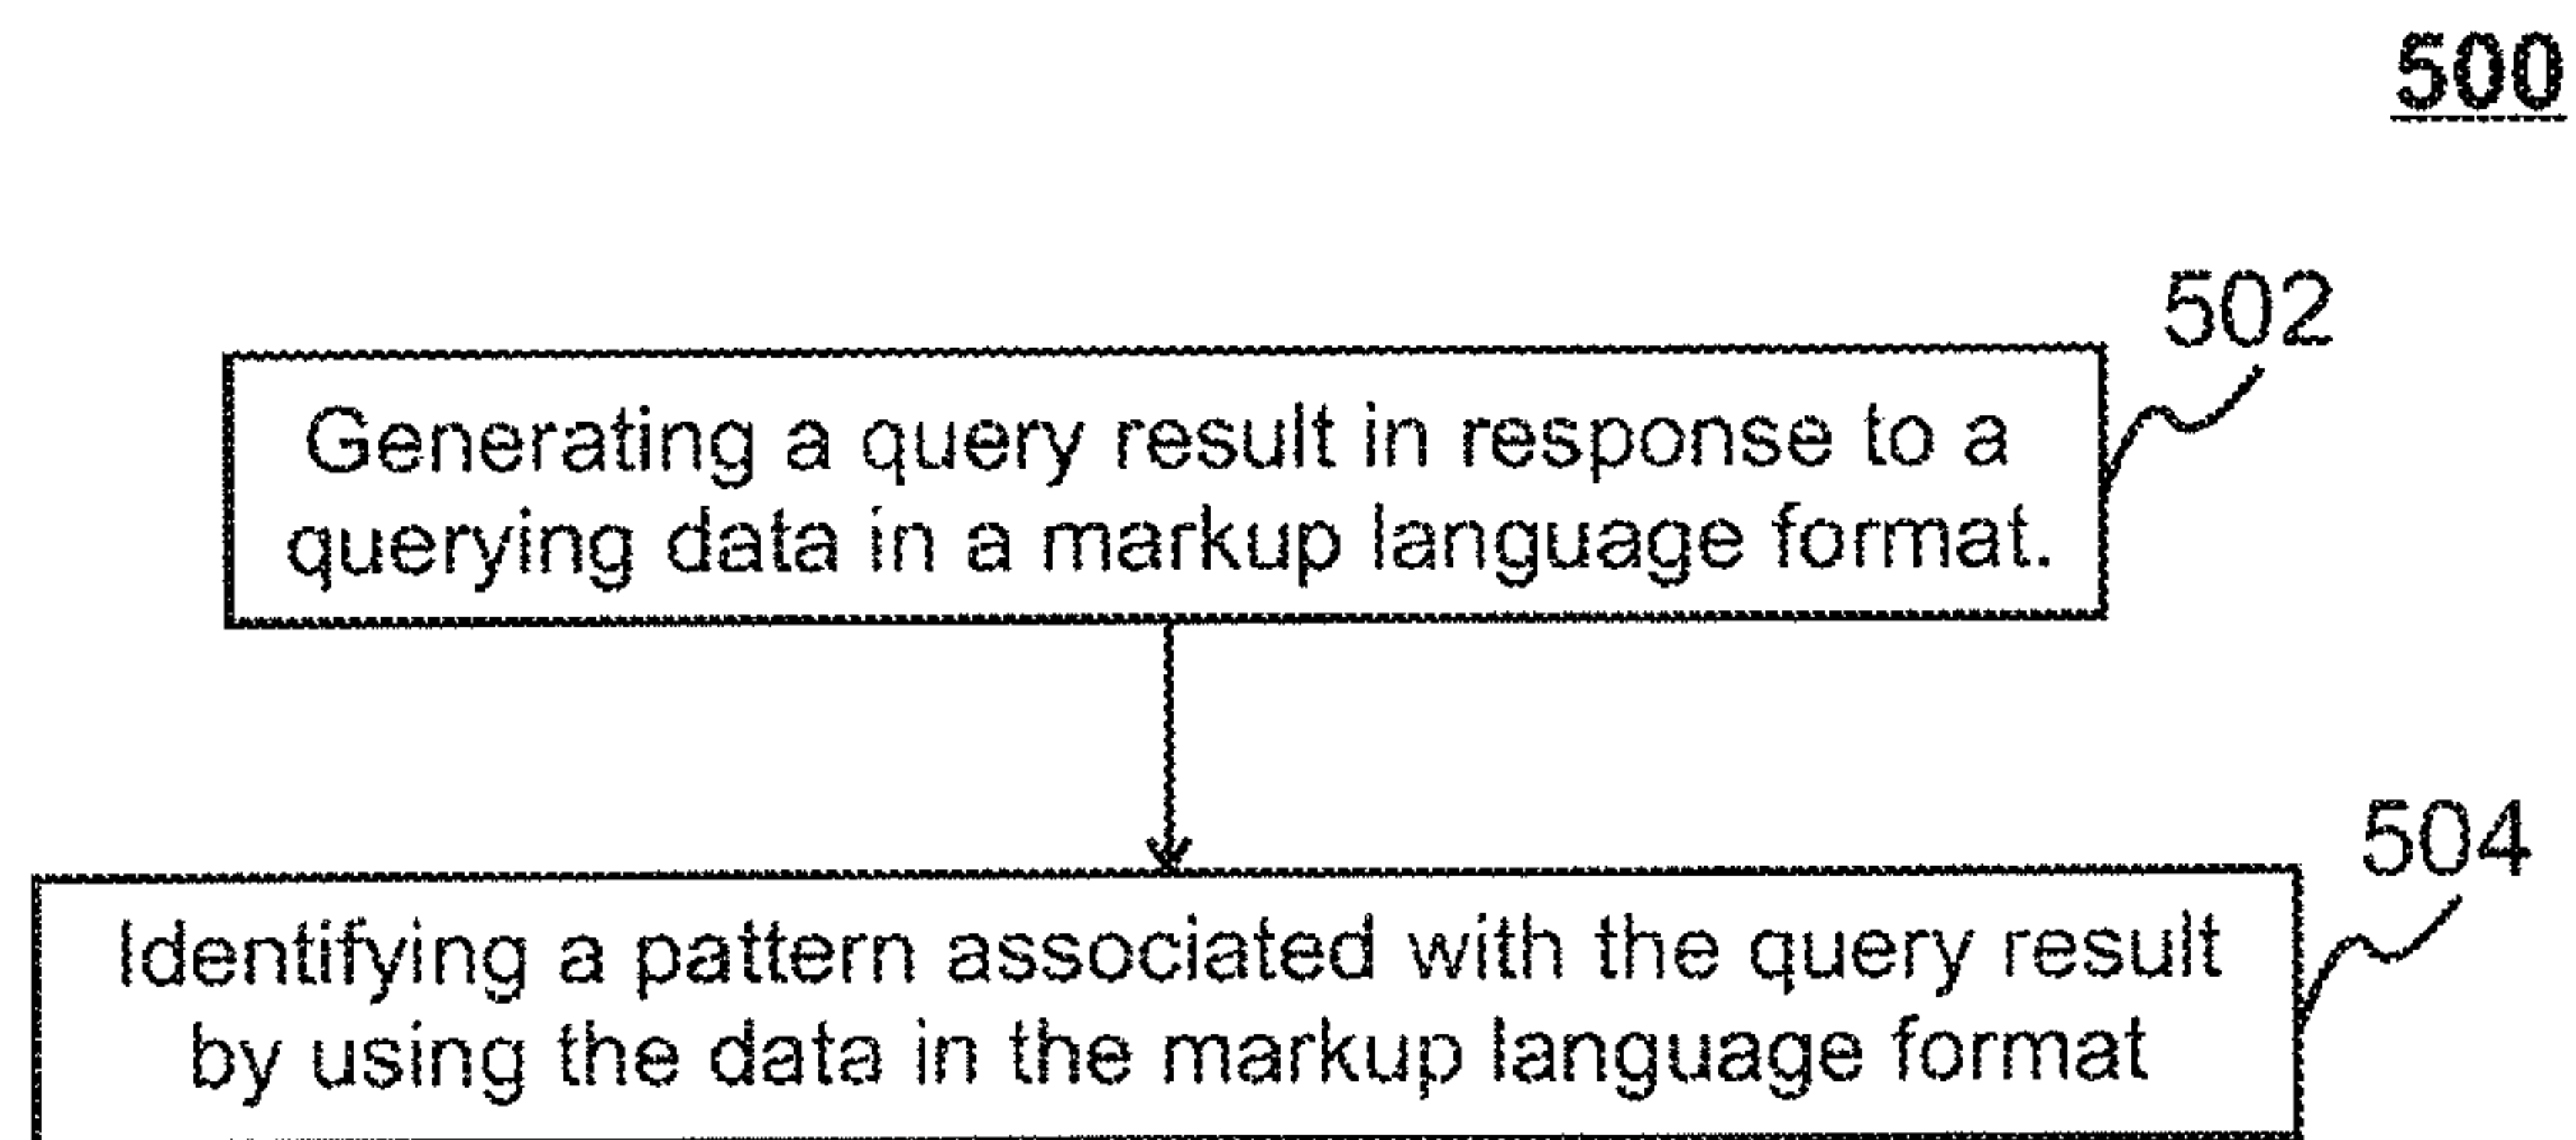 500
502
Generating a query result in response to a
querying data in a markup language format.
504
Identifying a pattern associated with the query result
by using the data in the markup language format